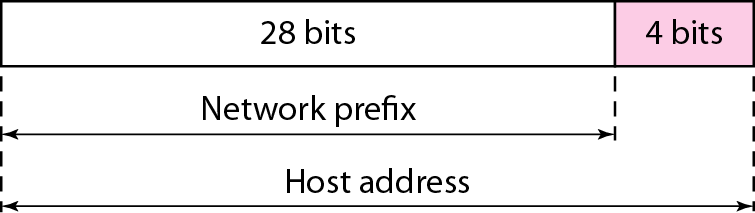 28 bits
4 bits
Network prefix
Host address